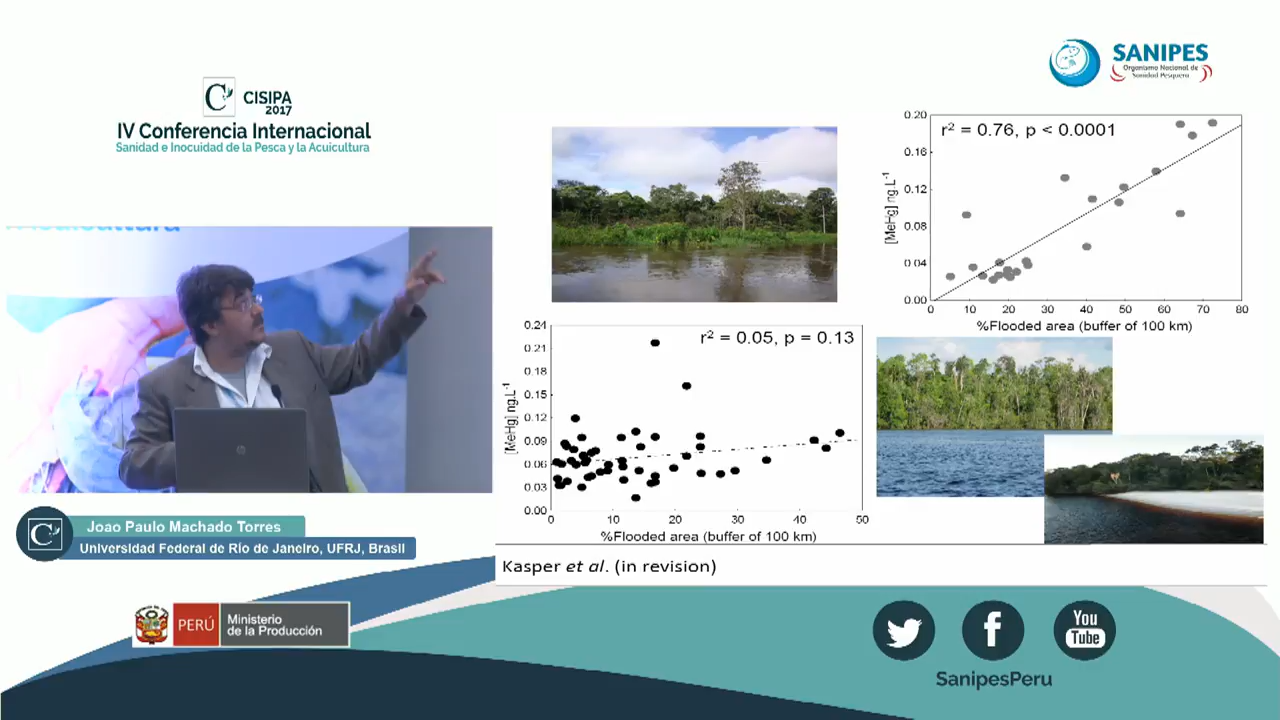 CISIPA
2017
IV Conferencia Internacional
Sanidad e Inocuidad de la Pesca y la Acuicultura
SANIPES
Organismo Nacional de
Sanidad Pesquera
r² = 0.76, p < 0.0001
[MeHg] ng.L⁻¹
0.20
0.16
0.12
0.08
0.04
0.00
0 10 20 30 40 50 60 70 80
%Flooded area (buffer of 100 km)
r² = 0.05, p = 0.13
[MeHg] ng.L⁻¹
0.24
0.21
0.18
0.15
0.12
0.09
0.06
0.03
0.00
0 10 20 30 40 50
%Flooded area (buffer of 100 km)
Kasper et al. (in revision)
Joao Paulo Machado Torres
Universidad Federal de Río de Janeiro, UFRJ, Brasil
PERÚ
Ministerio
de la Producción
You
Tube
SanipesPeru